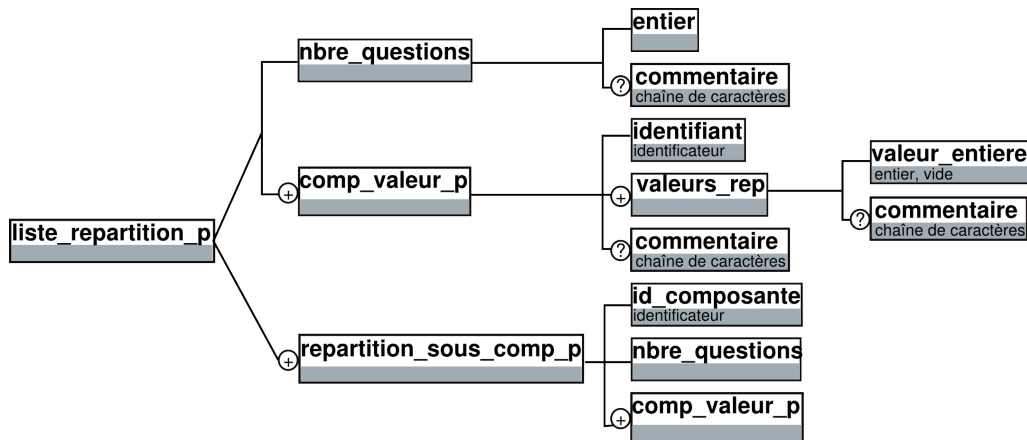 entier
nbre_questions
?
commentaire
chaîne de caractères
identifiant
identificateur
valeur_entiere
entier, vide
comp_valeur_p
+
+
valeurs_rep
?
commentaire
chaîne de caractères
liste_repartition_p
?
commentaire
chaîne de caractères
id_composante
identificateur
+
repartition_sous_comp_p
nbre_questions
+
comp_valeur_p